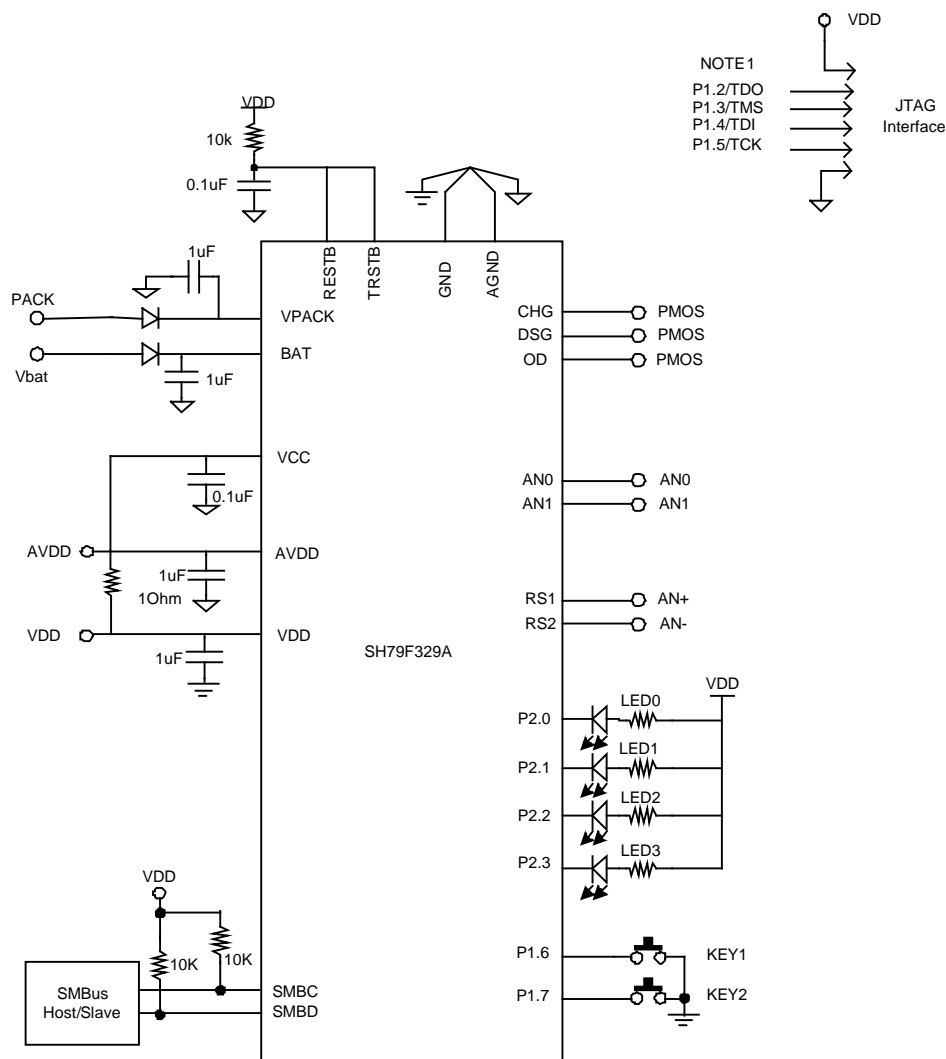 VDD
NOTE1
P1.2/TDO
P1.3/TMS
P1.4/TDI
P1.5/TCK
JTAG
Interface
VDD
10k
0.1uF
RESTB
TRSTB
GND
AGND
1uF
PACK
VPACK
Vbat
BAT
1uF
CHG
PMOS
DSG
PMOS
OD
PMOS
VCC
0.1uF
AN0
AN0
AN1
AN1
AVDD
AVDD
1uF
1Ohm
RS1
AN+
RS2
AN-
VDD
VDD
1uF
SH79F329A
VDD
P2.0
LED0
P2.1
LED1
P2.2
LED2
P2.3
LED3
VDD
10K
10K
SMBus
Host/Slave
SMBC
SMBD
P1.6
KEY1
P1.7
KEY2